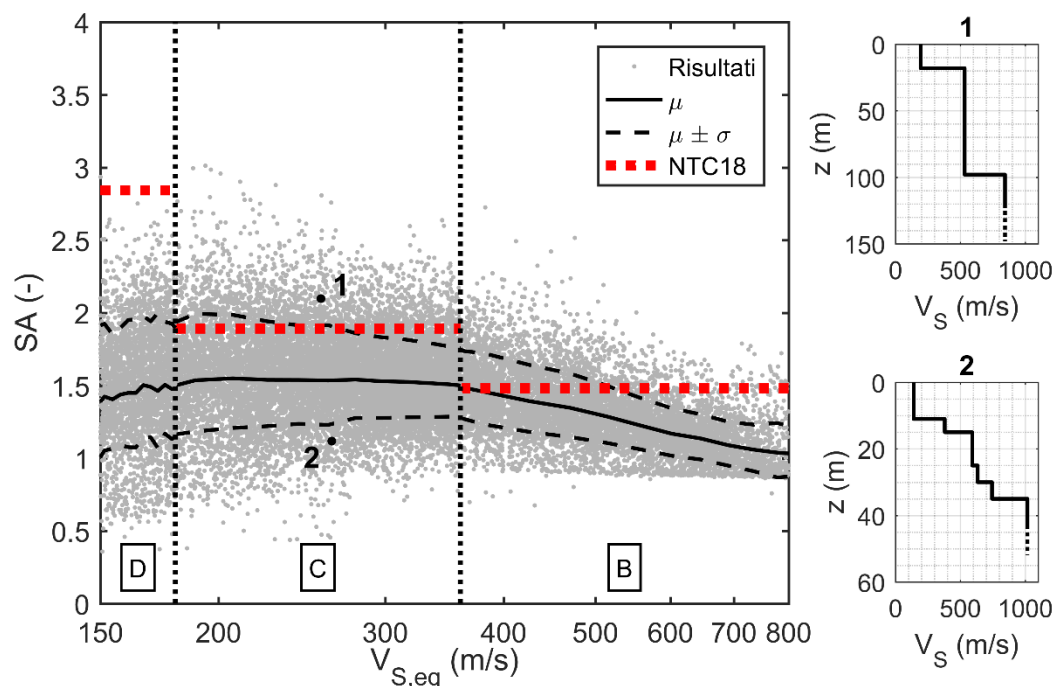 4
3.5
3
2.5
2
1.5
1
0.5
0
SA (-)
Risultati
μ
μ ± σ
NTC18
1
2
D
C
B
150 200 300 400 500 600 700 800
V_{S,eq} (m/s)
1
0
50
100
150
z (m)
0 500 1000
V_S (m/s)
2
0
20
40
60
z (m)
0 500 1000
V_S (m/s)